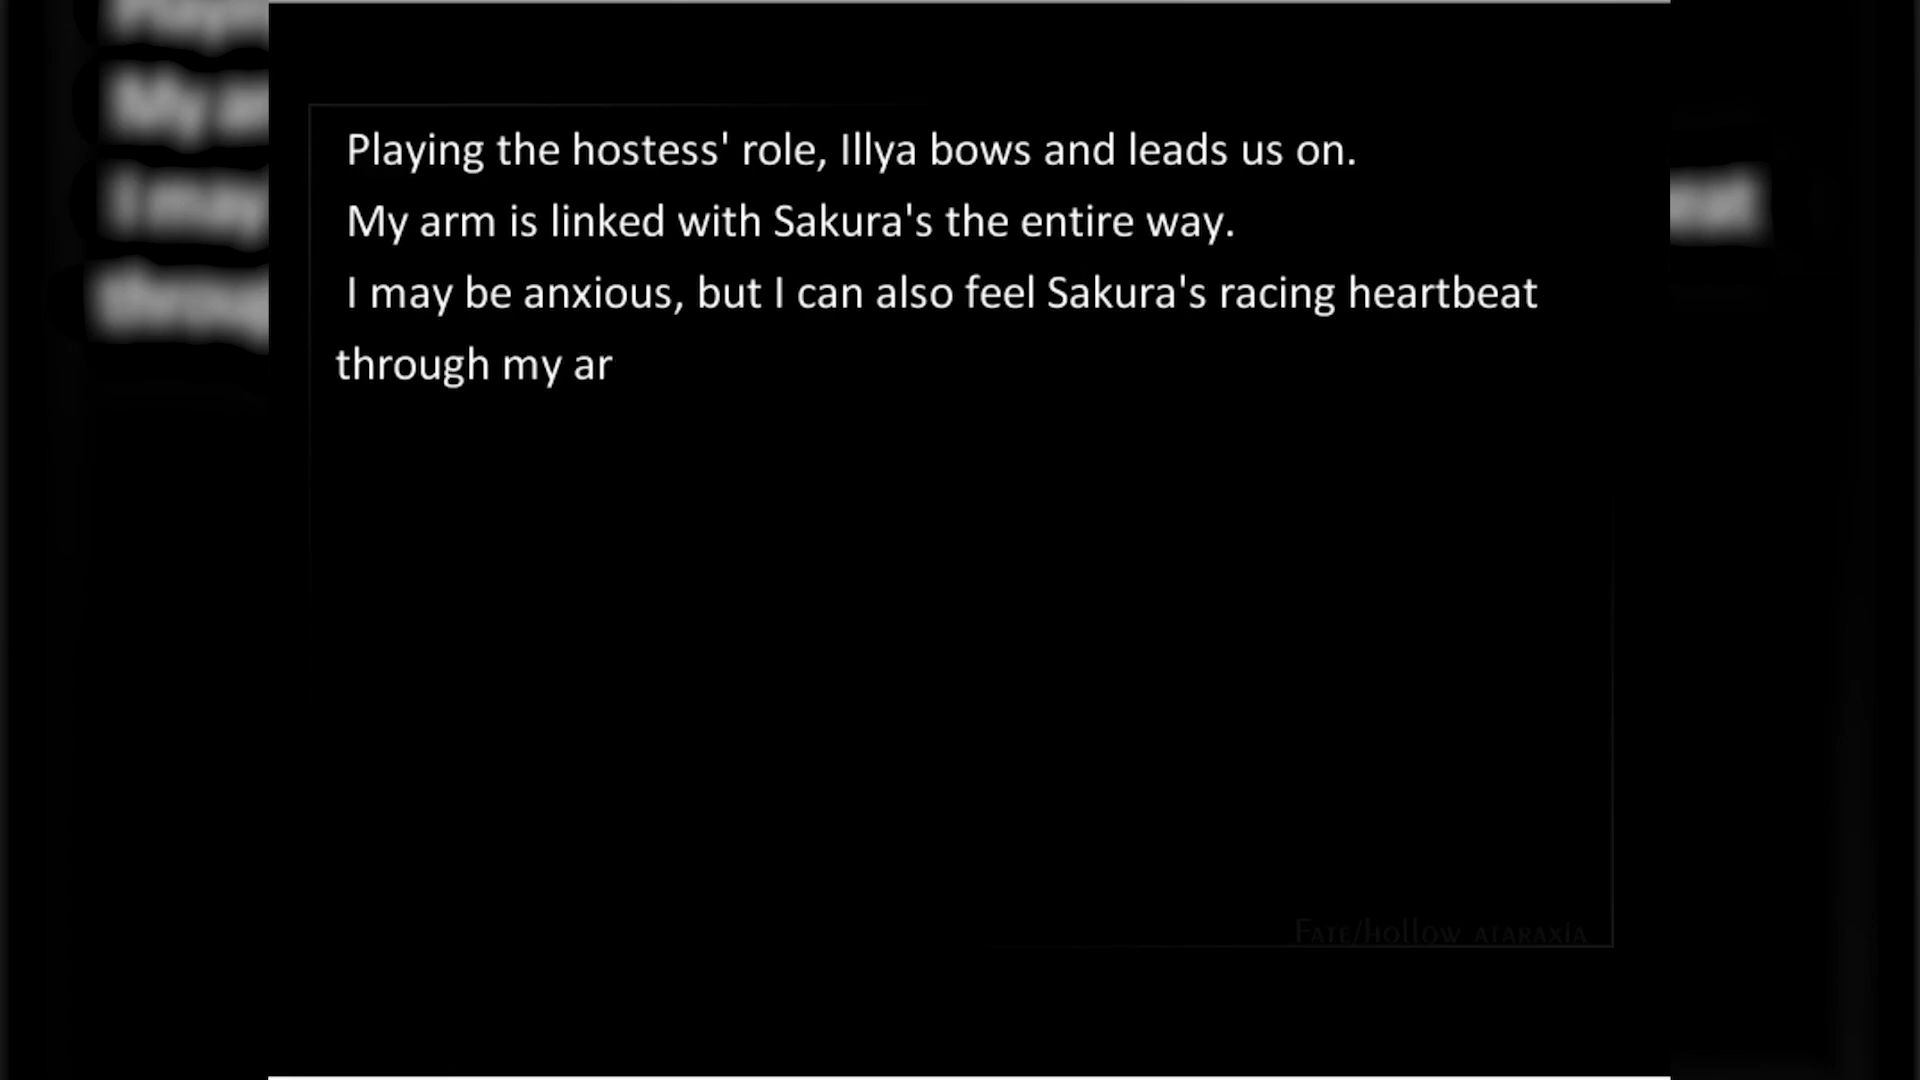 Playing the hostess' role, Illya bows and leads us on.
My arm is linked with Sakura's the entire way.
I may be anxious, but I can also feel Sakura's racing heartbeat
through my ar
Fate/hollow ataraxia